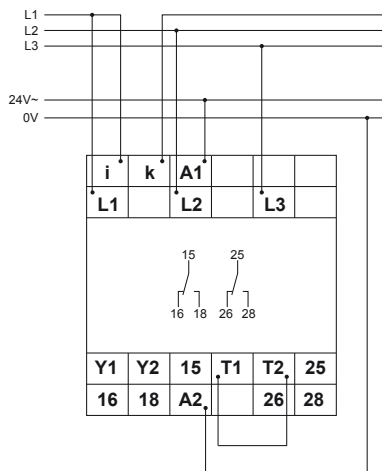 L1
L2
L3
24V~
0V
i k A1
L1 L2 L3
15 25
16 18 26 28
Y1 Y2 15 T1 T2 25
16 18 A2 26 28